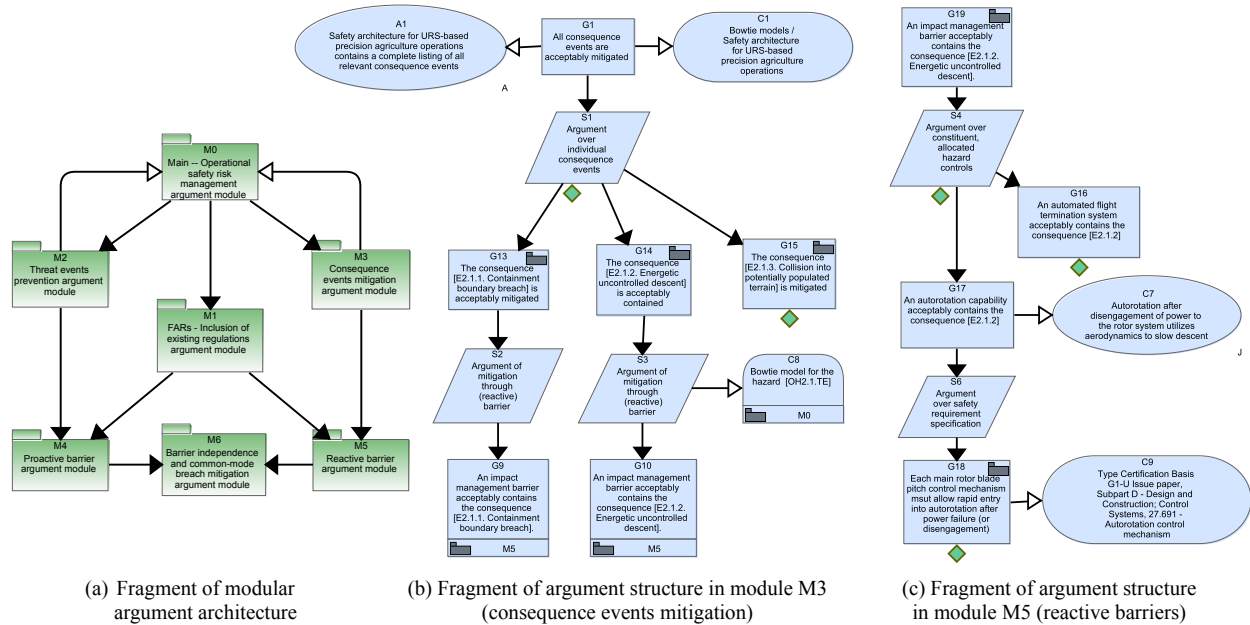 A1
Safety architecture for URS-based
precision agriculture operations
contains a complete listing of all
relevant consequence events
A
G1
All consequence
events are
acceptably mitigated
C1
Bowtie models /
Safety architecture
for URS-based
precision agriculture
operations
S1
Argument
over
individual
consequence
events
G13
The consequence
[E2.1.1. Containment
boundary breach] is
acceptably mitigated
G14
The consequence
[E2.1.2. Energetic
uncontrolled descent]
is acceptably
contained
G15
The consequence
[E2.1.3. Collision into
potentially populated
terrain] is mitigated
S2
Argument of
mitigation
through
(reactive)
barrier
S3
Argument of
mitigation
through
(reactive)
barrier
C8
Bowtie model for the
hazard [OH2.1.TE]
M0
G9
An impact
management barrier
acceptably contains
the consequence
[E2.1.1. Containment
boundary breach].
M5
G10
An impact
management barrier
acceptably contains
the consequence
[E2.1.2. Energetic
uncontrolled
descent].
M5
M0
Main -- Operational
safety risk
management
argument module
M2
Threat events
prevention argument
module
M3
Consequence
events mitigation
argument module
M1
FARs - Inclusion of
existing regulations
argument module
M4
Proactive barrier
argument module
M6
Barrier independence
and common-mode
breach mitigation
argument module
M5
Reactive barrier
argument module
G19
An impact management
barrier acceptably
contains the
consequence [E2.1.2.
Energetic uncontrolled
descent].
S4
Argument over
constituent,
allocated
hazard
controls
G16
An automated flight
termination system
acceptably contains the
consequence [E2.1.2]
G17
An autorotation capability
acceptably contains the
consequence [E2.1.2]
C7
Autorotation after
disengagement of power to
the rotor system utilizes
aerodynamics to slow descent
J
S6
Argument
over safety
requirement
specification
G18
Each main rotor blade
pitch control mechanism
msut allow rapid entry
into autorotation after
power failure (or
disengagement)
C9
Type Certification Basis
G1-U Issue paper,
Subpart D - Design and
Construction; Control
Systems, 27.691 -
Autorotation control
mechanism
(a) Fragment of modular
argument architecture
(b) Fragment of argument structure in module M3
(consequence events mitigation)
(c) Fragment of argument structure
in module M5 (reactive barriers)